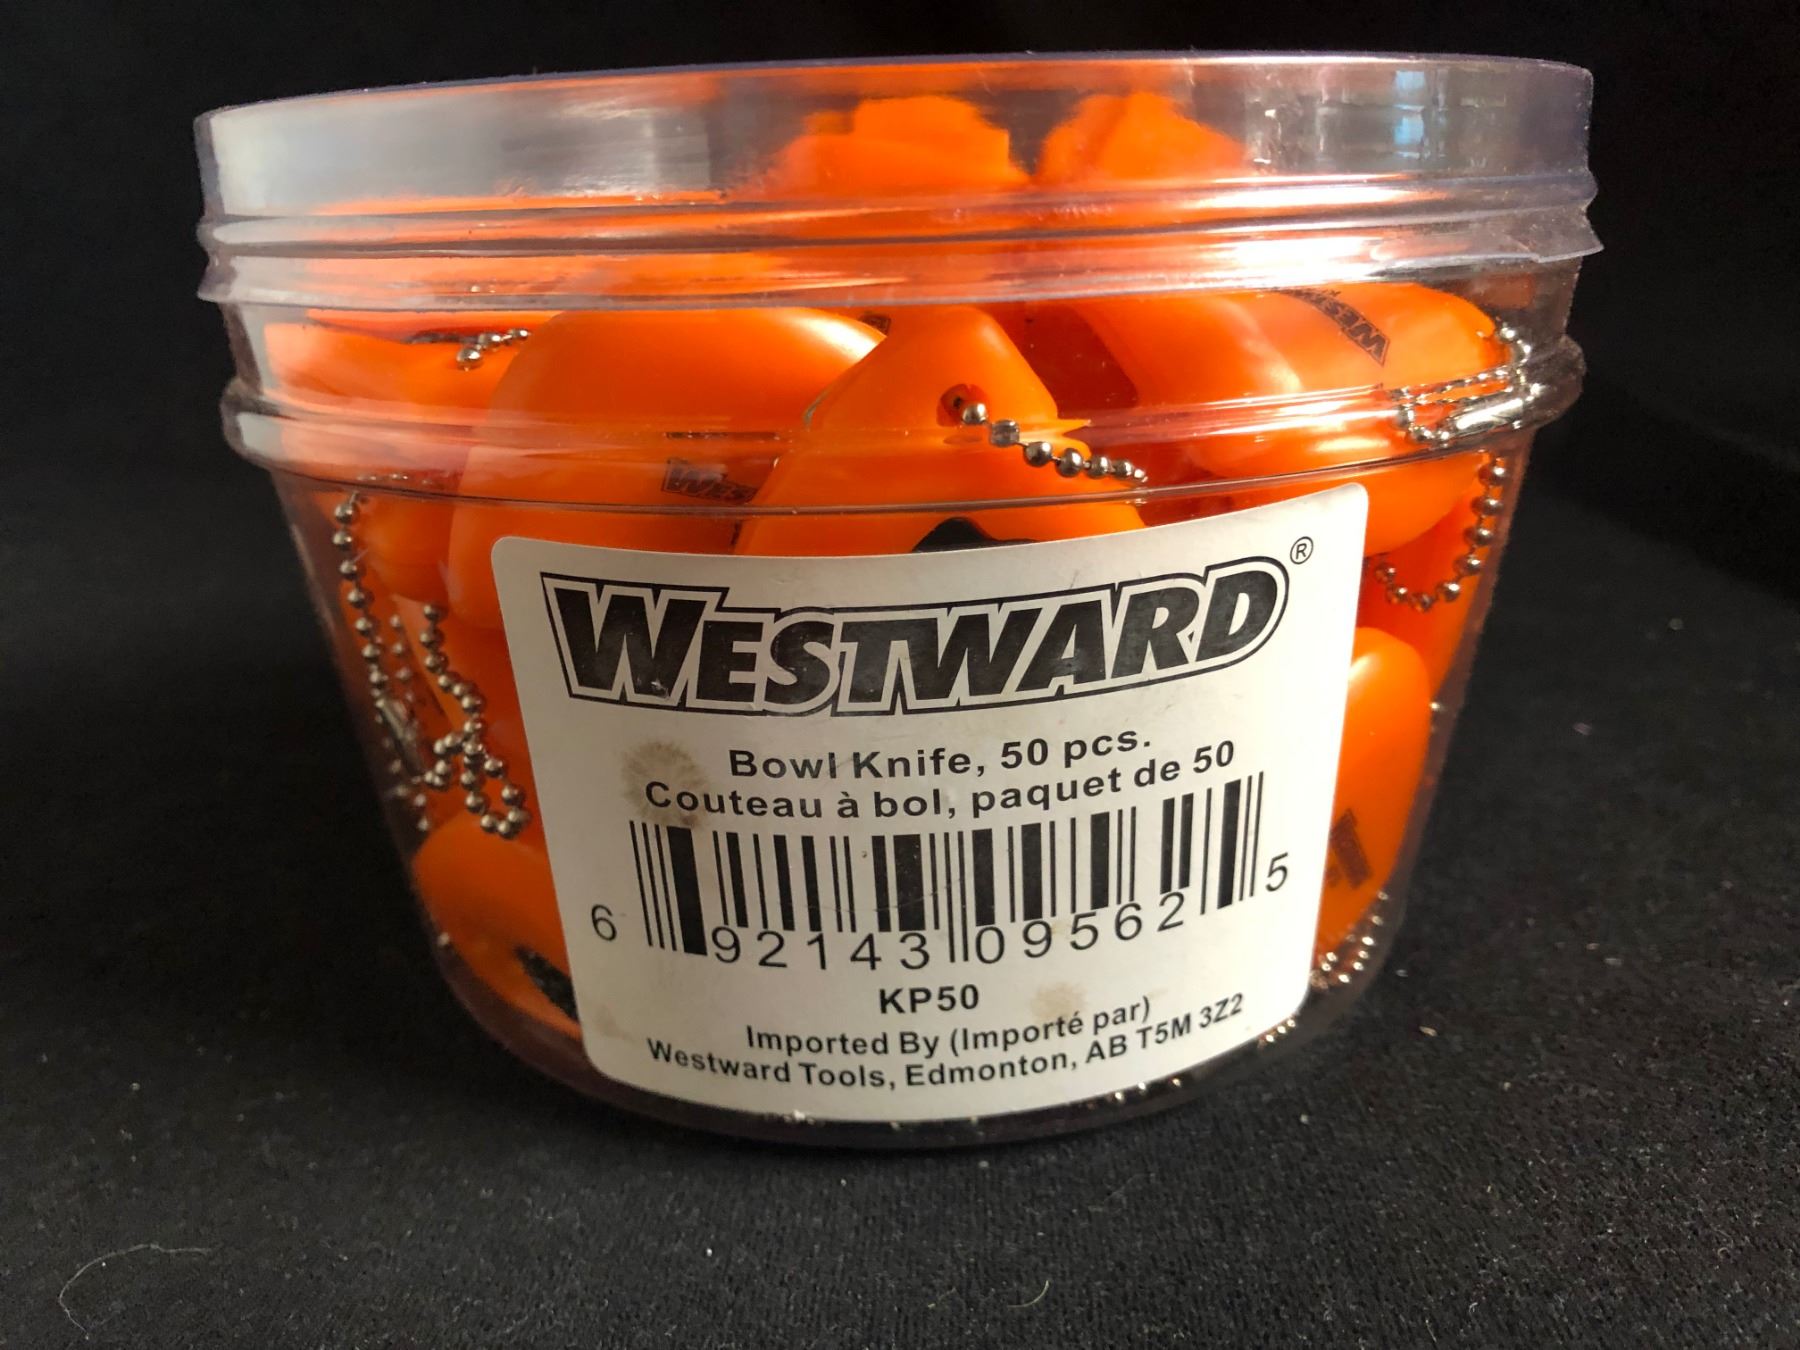 WESTWARD®
Bowl Knife, 50 pcs.
Couteau à bol, paquet de 50
6 92143 09562 5
KP50
Imported By (Importé par)
Westward Tools, Edmonton, AB T5M 3Z2